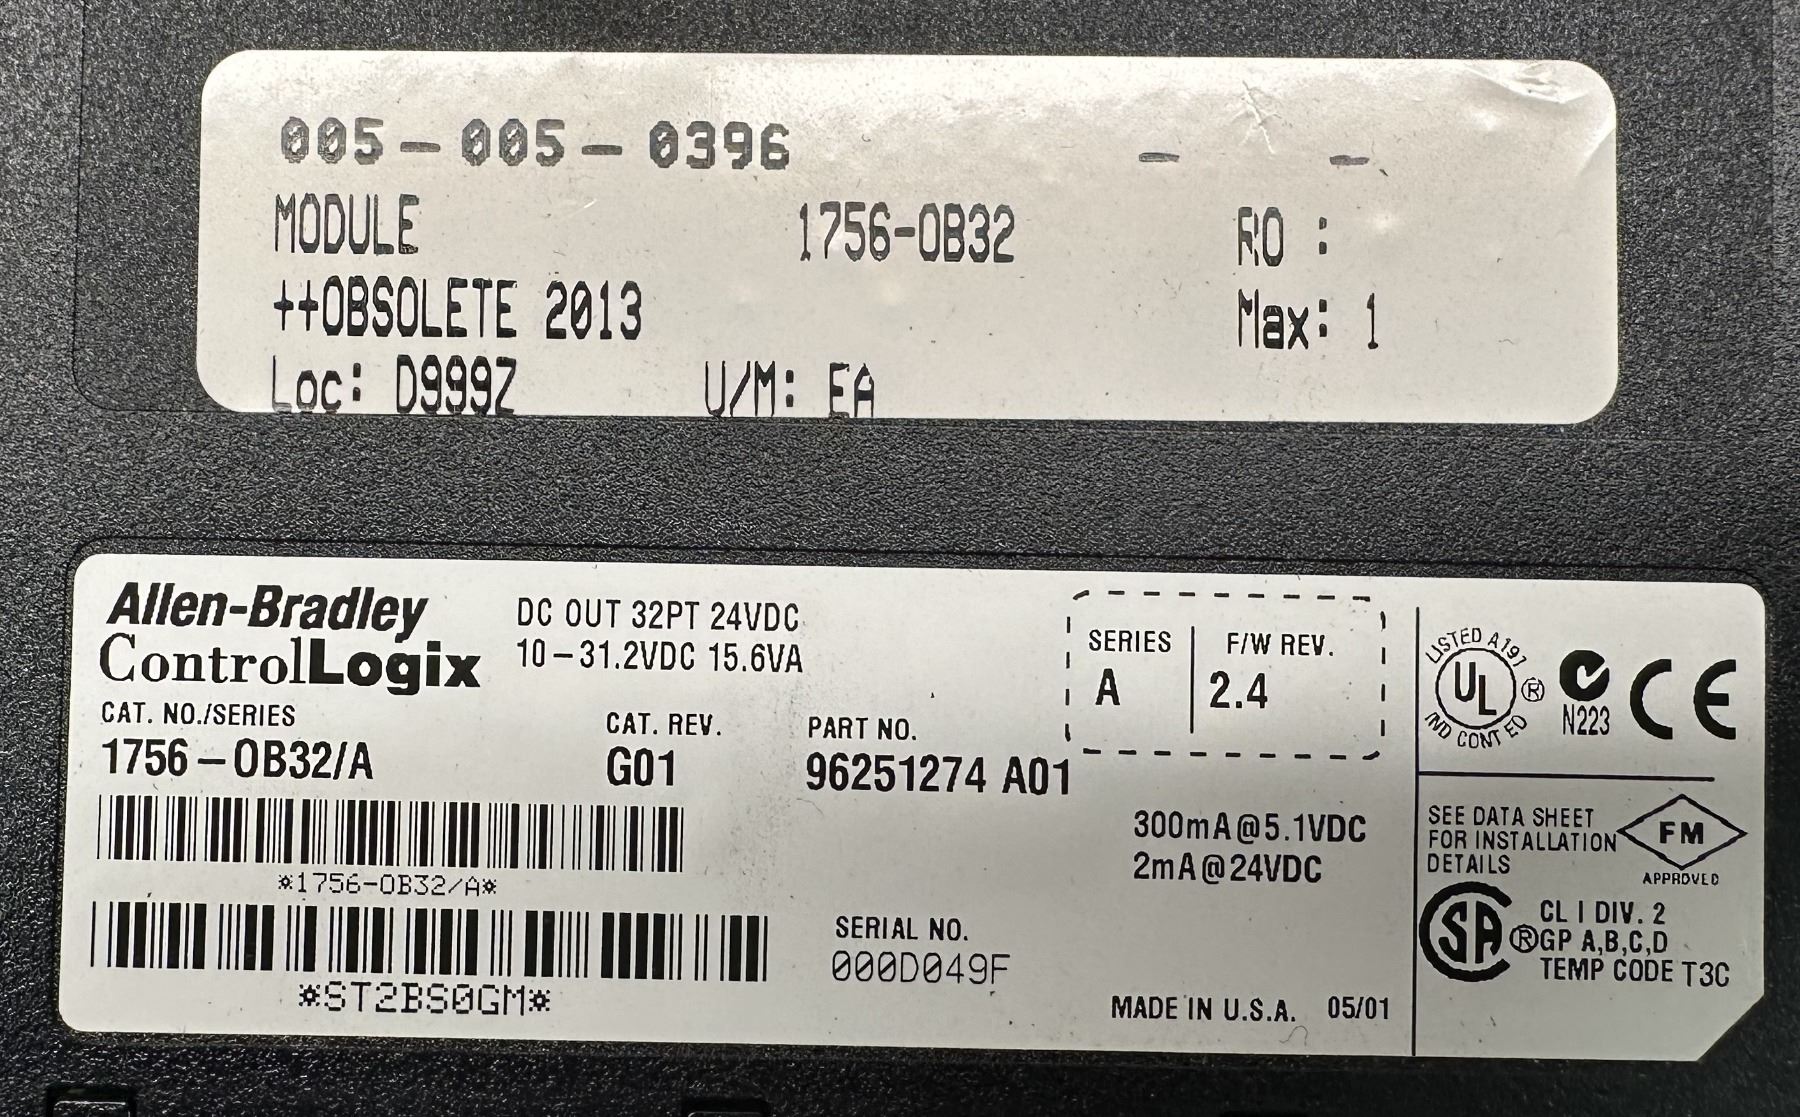 005-005-0396 - -
MODULE 1756-OB32 RO :
++OBSOLETE 2013 Max: 1
Loc: D999Z U/M: EA
Allen-Bradley
ControlLogix
DC OUT 32PT 24VDC
10-31.2VDC 15.6VA
CAT. NO./SERIES
1756-OB32/A
CAT. REV.
G01
PART NO.
96251274 A01
SERIES
A
F/W REV.
2.4
*1756-OB32/A*
*ST2BS0GM*
SERIAL NO.
000D049F
300mA@5.1VDC
2mA@24VDC
MADE IN U.S.A. 05/01
LISTED A197
UL ®
IND CONT EQ
N223
CE
SEE DATA SHEET
FOR INSTALLATION
DETAILS
FM
APPROVED
SA ®
CL I DIV. 2
GP A,B,C,D
TEMP CODE T3C